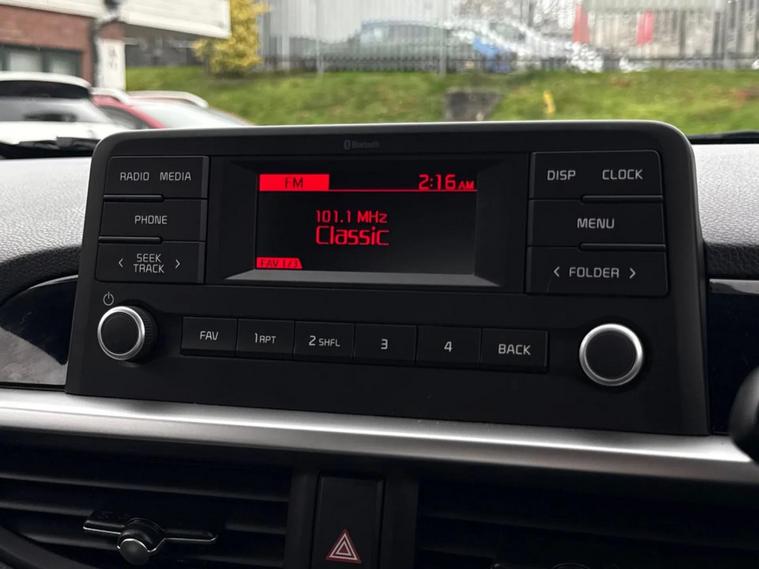 Bluetooth
RADIO MEDIA
PHONE
< SEEK TRACK >
FM 2:16 AM
101.1 MHz
Classic
FAV 1/3
DISP CLOCK
MENU
< FOLDER >
FAV 1 RPT 2 SHFL 3 4 BACK